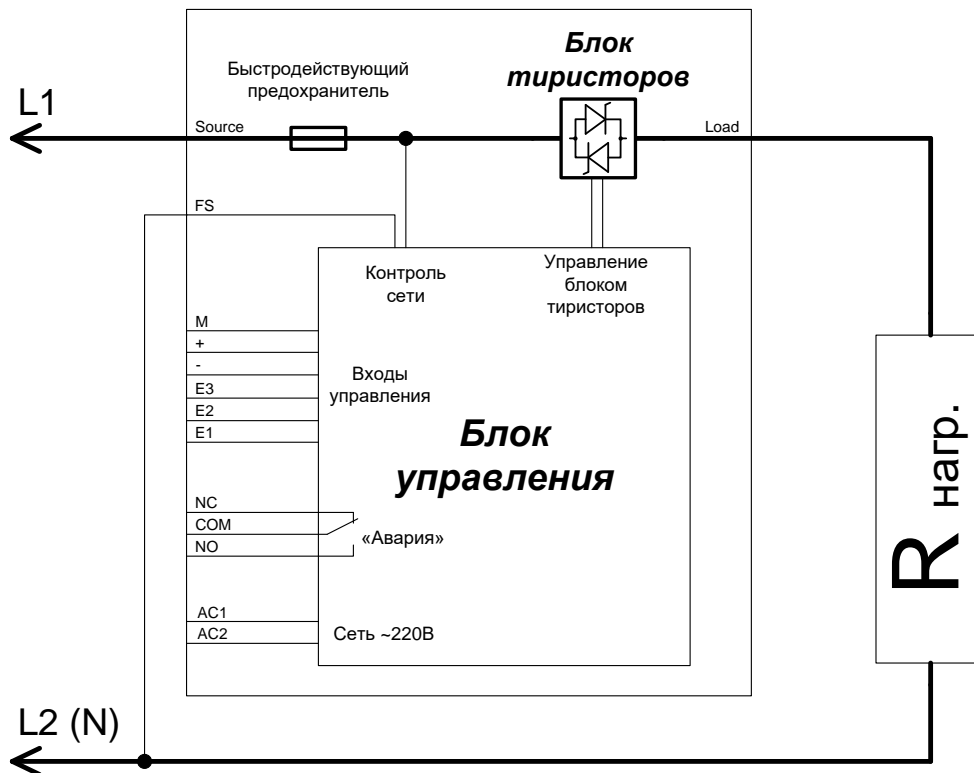 Блок
тиристоров
Быстродействующий
предохранитель
L1
Source
Load
FS
Контроль
сети
Управление
блоком
тиристоров
M
+
-
E3
E2
E1
Входы
управления
Блок
управления
R нагр.
NC
COM
NO
«Авария»
AC1
AC2
Сеть ~220В
L2 (N)